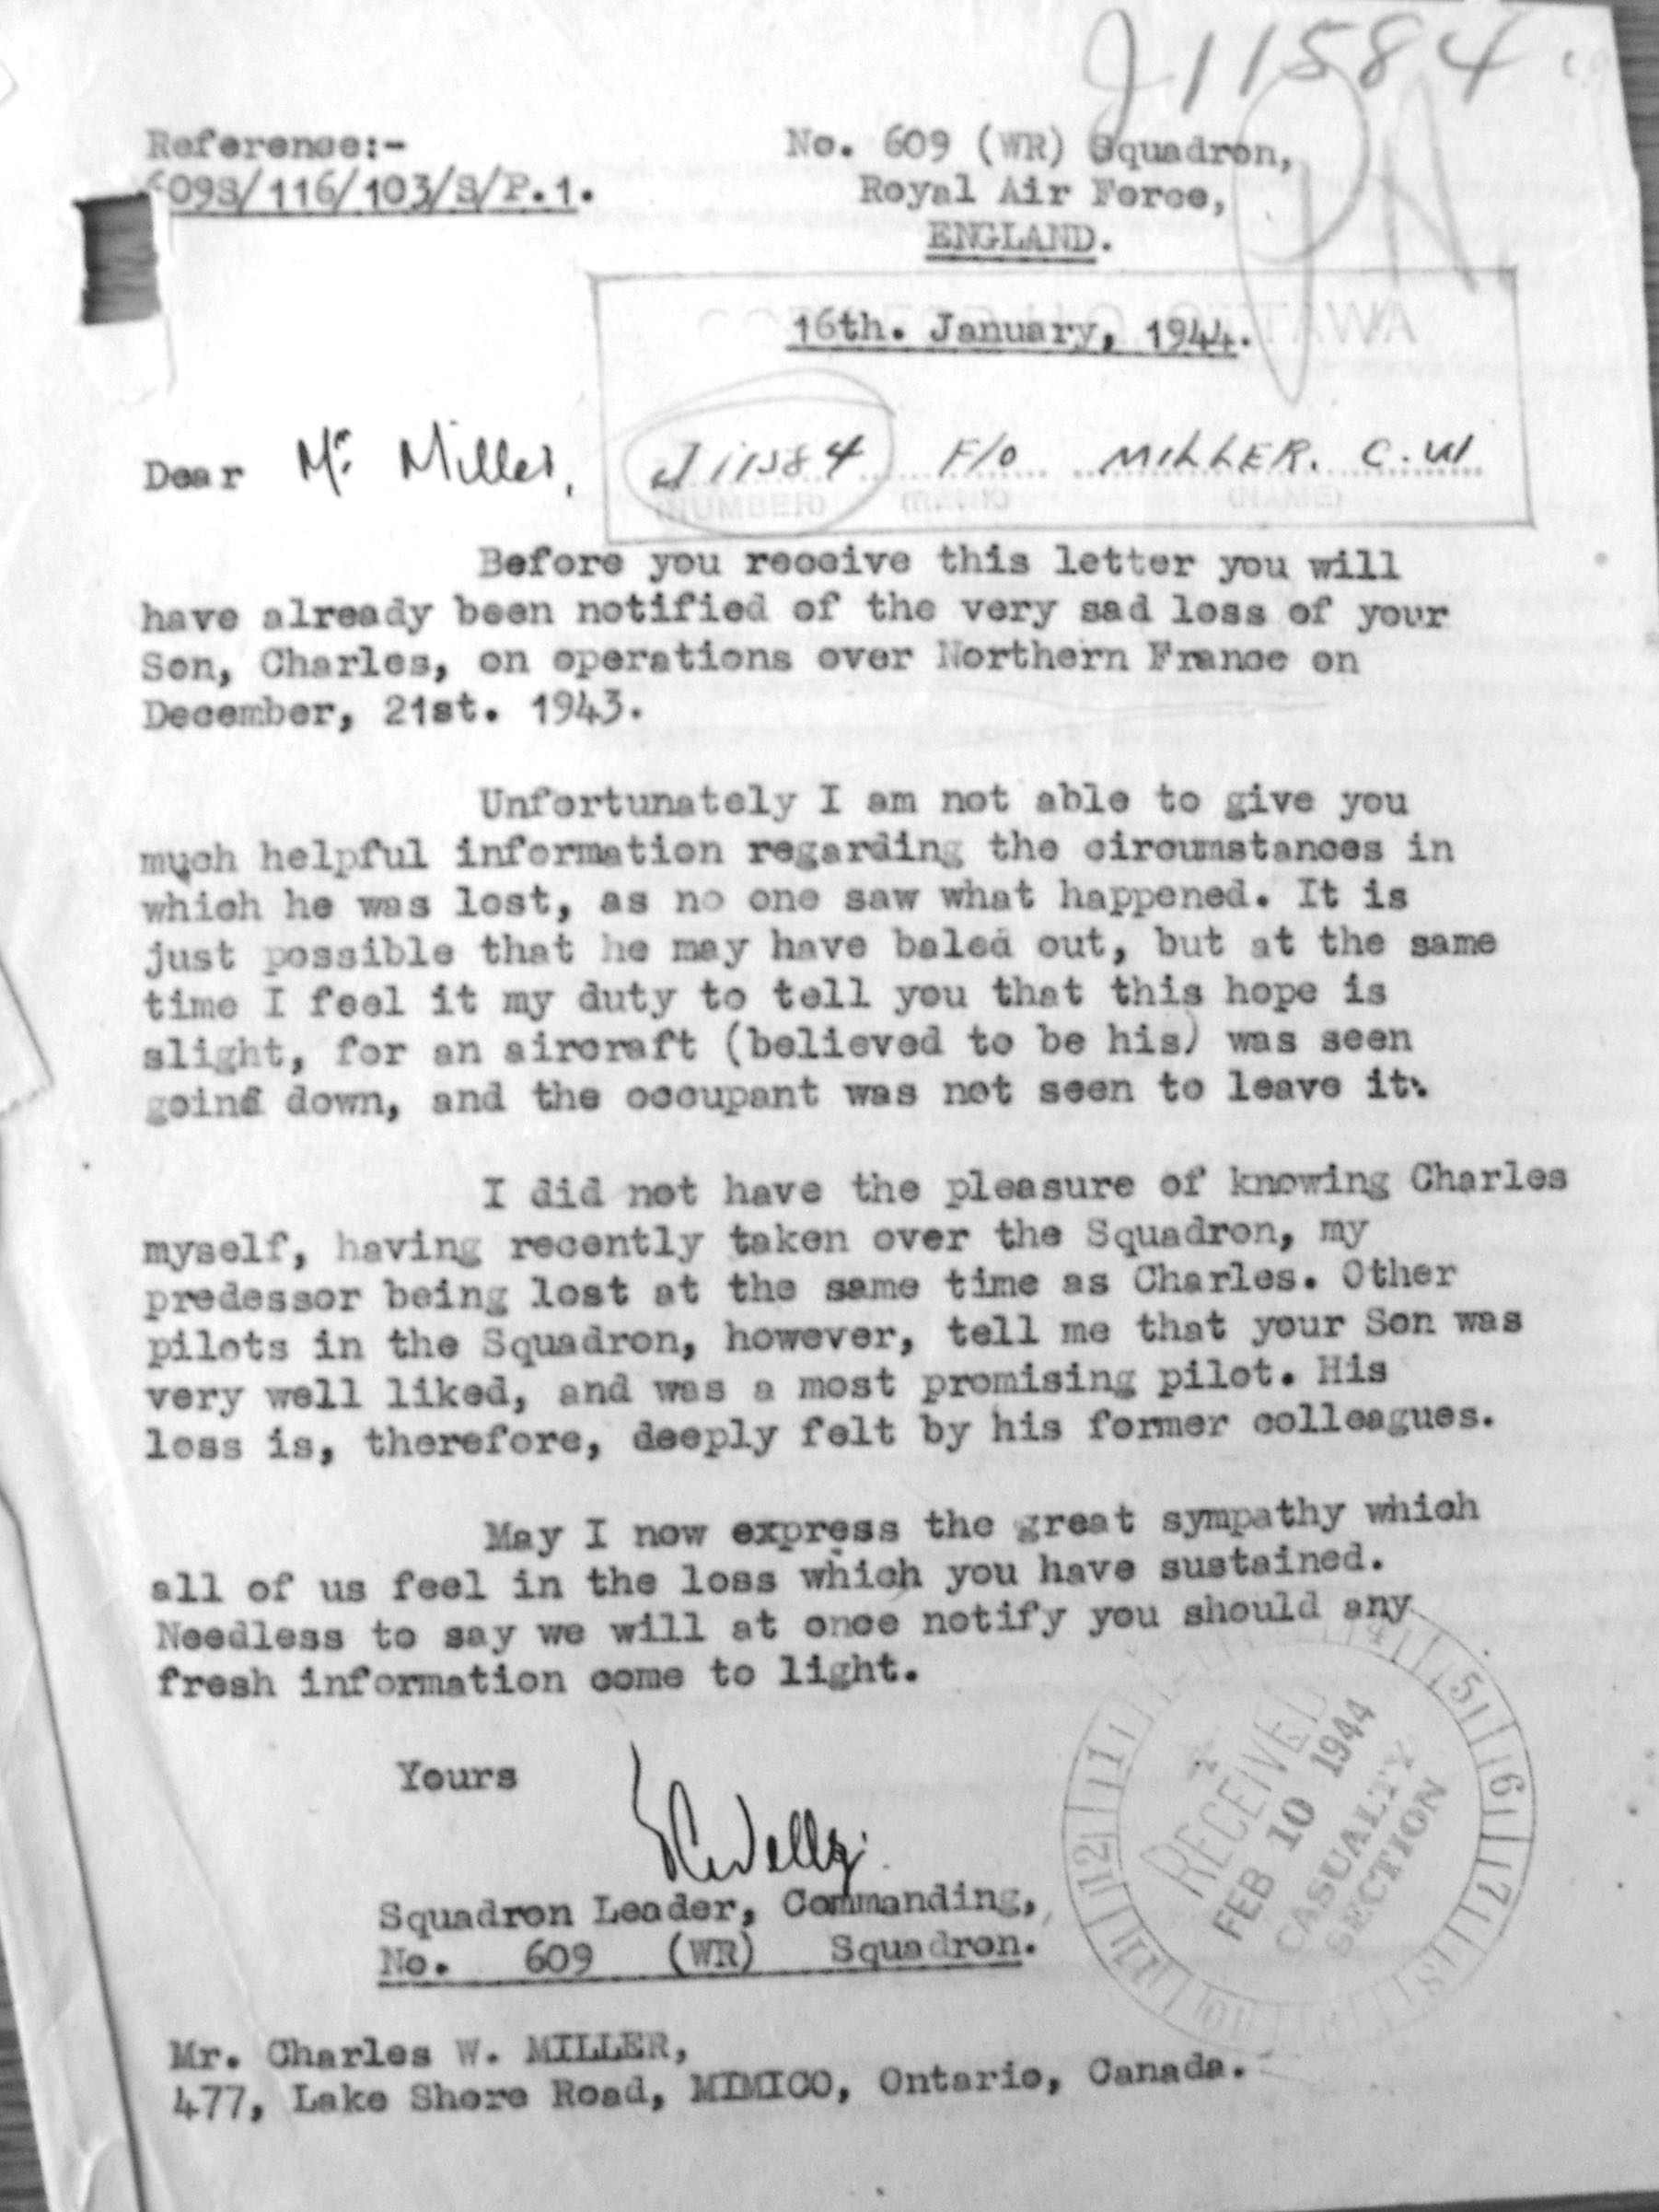 J11584
Reference:- No. 609 (WR) Squadron,
609S/116/103/S/P.1. Royal Air Force,
ENGLAND.
16th. January, 1944.
OTTAWA
Dear Mr. Miller, J11584 F/O MILLER. C.W
(NUMBER) (RANK) (NAME)
Before you receive this letter you will
have already been notified of the very sad loss of your
Son, Charles, on operations over Northern France on
December, 21st. 1943.
Unfortunately I am not able to give you
much helpful information regarding the circumstances in
which he was lost, as no one saw what happened. It is
just possible that he may have baled out, but at the same
time I feel it my duty to tell you that this hope is
slight, for an aircraft (believed to be his) was seen
going down, and the occupant was not seen to leave it.
I did not have the pleasure of knowing Charles
myself, having recently taken over the Squadron, my
predessor being lost at the same time as Charles. Other
pilots in the Squadron, however, tell me that your Son was
very well liked, and was a most promising pilot. His
loss is, therefore, deeply felt by his former colleagues.
May I now express the great sympathy which
all of us feel in the loss which you have sustained.
Needless to say we will at once notify you should any
fresh information come to light.
Yours
Squadron Leader, Commanding,
No. 609 (WR) Squadron.
RECEIVED
FEB 10 1944
CASUALTY
SECTION
12 1 5 6 7 8 10 11
Mr. Charles W. MILLER,
477, Lake Shore Road, MIMICO, Ontario, Canada.